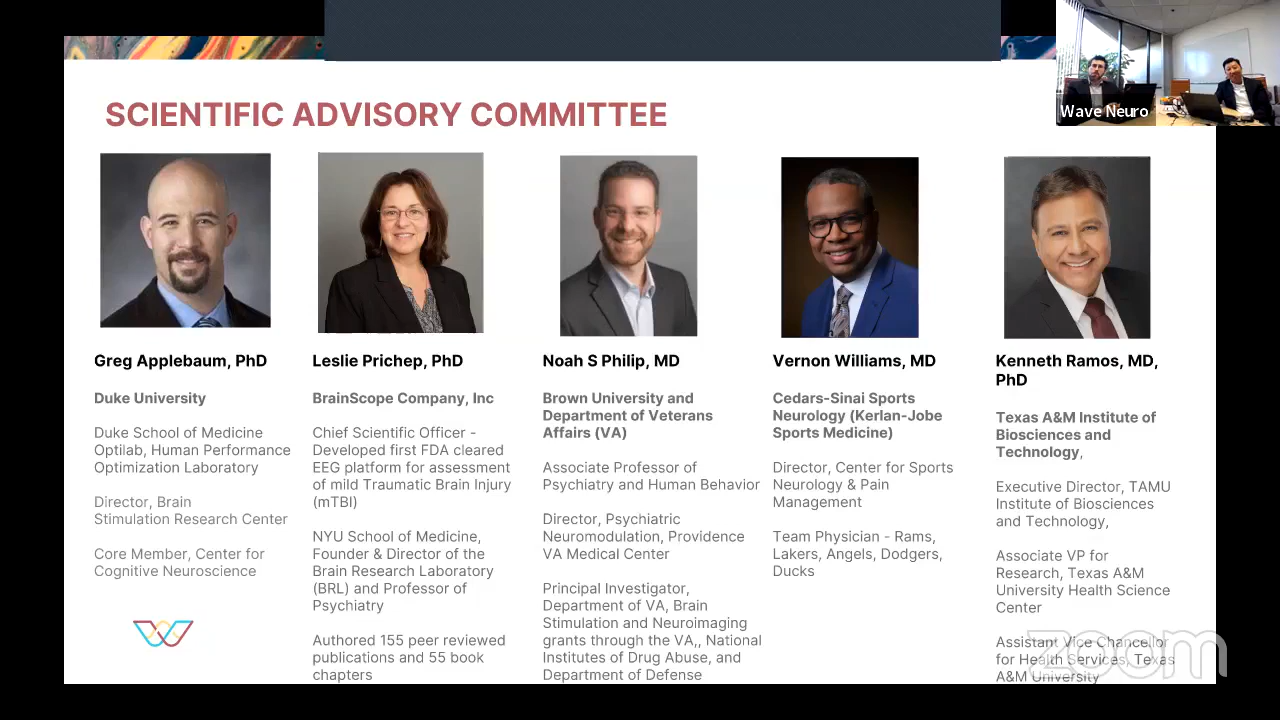 SCIENTIFIC ADVISORY COMMITTEE
Wave Neuro
Greg Applebaum, PhD
Duke University
Duke School of Medicine
Optilab, Human Performance
Optimization Laboratory
Director, Brain
Stimulation Research Center
Core Member, Center for
Cognitive Neuroscience
Leslie Prichep, PhD
BrainScope Company, Inc
Chief Scientific Officer -
Developed first FDA cleared
EEG platform for assessment
of mild Traumatic Brain Injury
(mTBI)
NYU School of Medicine,
Founder & Director of the
Brain Research Laboratory
(BRL) and Professor of
Psychiatry
Authored 155 peer reviewed
publications and 55 book
chapters
Noah S Philip, MD
Brown University and
Department of Veterans
Affairs (VA)
Associate Professor of
Psychiatry and Human Behavior
Director, Psychiatric
Neuromodulation, Providence
VA Medical Center
Principal Investigator,
Department of VA, Brain
Stimulation and Neuroimaging
grants through the VA,, National
Institutes of Drug Abuse, and
Department of Defense
Vernon Williams, MD
Cedars-Sinai Sports
Neurology (Kerlan-Jobe
Sports Medicine)
Director, Center for Sports
Neurology & Pain
Management
Team Physician - Rams,
Lakers, Angels, Dodgers,
Ducks
Kenneth Ramos, MD,
PhD
Texas A&M Institute of
Biosciences and
Technology,
Executive Director, TAMU
Institute of Biosciences
and Technology,
Associate VP for
Research, Texas A&M
University Health Science
Center
Assistant Vice Chancellor
for Health Services, Texas
A&M University
zoom